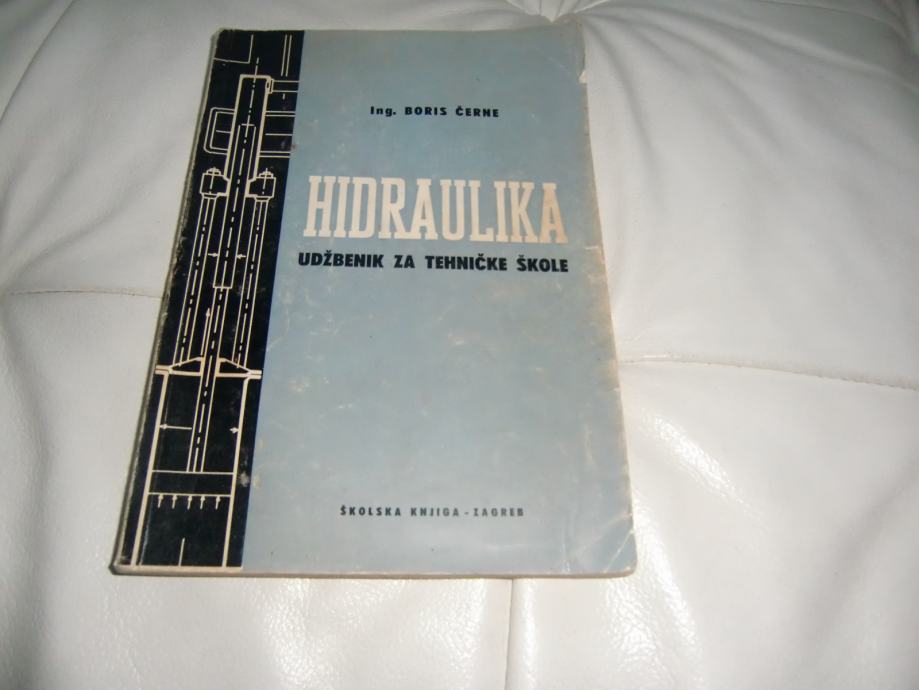 Ing. BORIS ČERNE
HIDRAULIKA
UDŽBENIK ZA TEHNIČKE ŠKOLE
ŠKOLSKA KNJIGA - ZAGREB